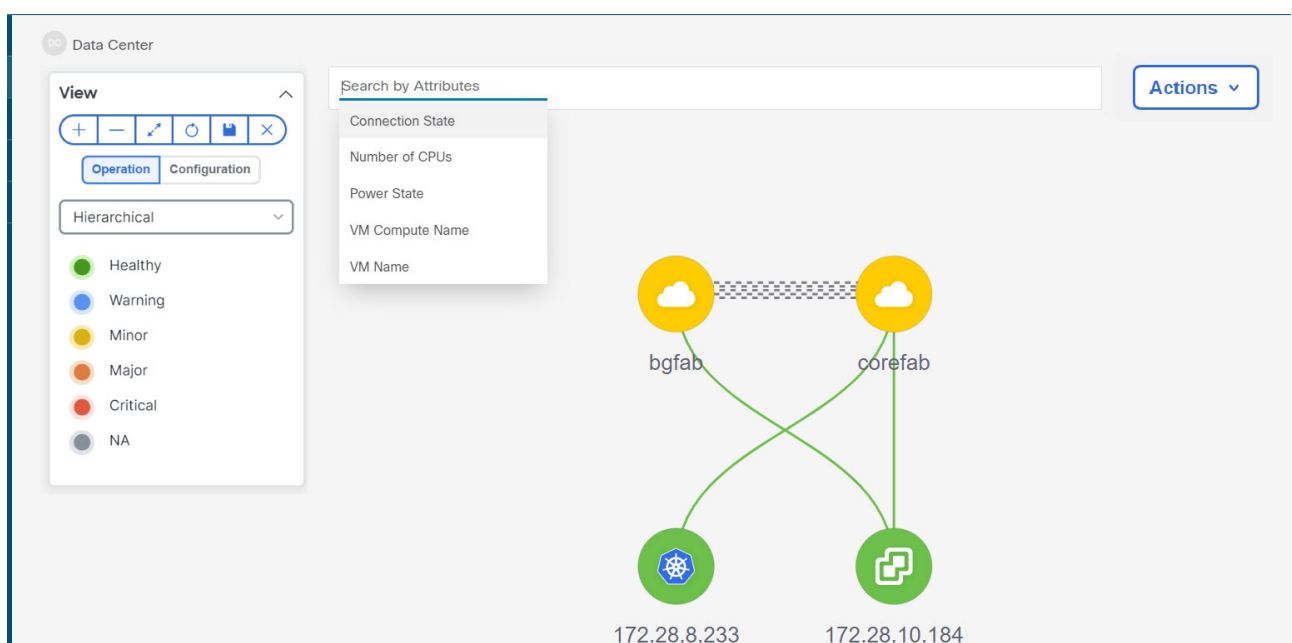 DC Data Center
View
Search by Attributes
Actions
Connection State
Number of CPUs
Operation Configuration
Power State
Hierarchical
VM Compute Name
Healthy
VM Name
Warning
Minor
Major
Critical
NA
bgfab
corefab
172.28.8.233
172.28.10.184